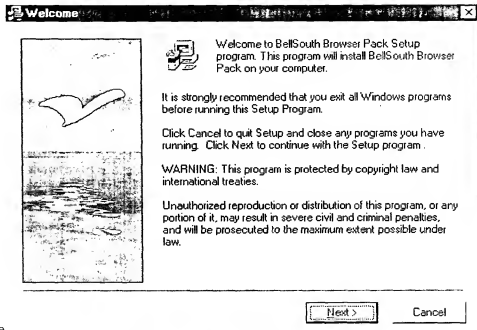 Welcome
Welcome to BellSouth Browser Pack Setup
program. This program will install BellSouth Browser
Pack on your computer.
It is strongly recommended that you exit all Windows programs
before running this Setup Program.
Click Cancel to quit Setup and close any programs you have
running. Click Next to continue with the Setup program .
WARNING: This program is protected by copyright law and
international treaties.
Unauthorized reproduction or distribution of this program, or any
portion of it, may result in severe civil and criminal penalties,
and will be prosecuted to the maximum extent possible under
law.
Next >
Cancel